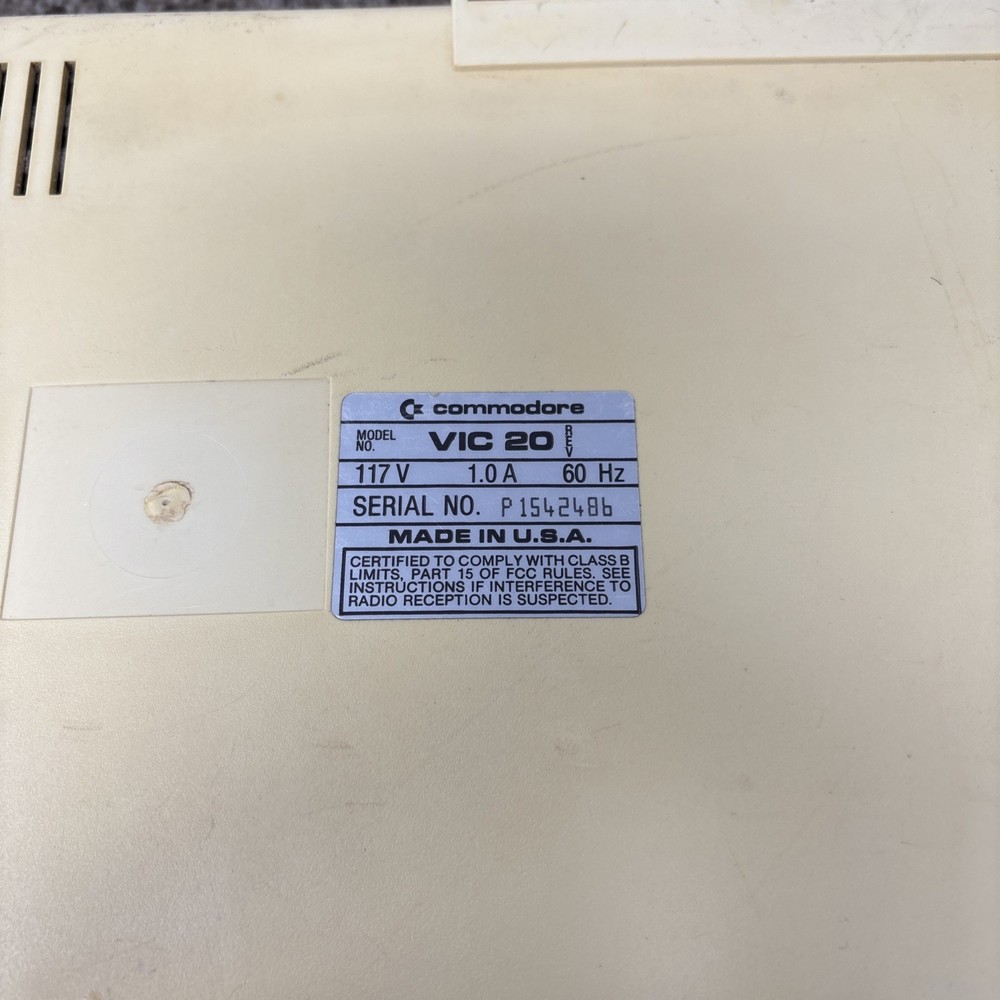 commodore
MODEL NO. VIC 20 REV
117 V 1.0 A 60 Hz
SERIAL NO. P1542486
MADE IN U.S.A.
CERTIFIED TO COMPLY WITH CLASS B
LIMITS, PART 15 OF FCC RULES. SEE
INSTRUCTIONS IF INTERFERENCE TO
RADIO RECEPTION IS SUSPECTED.